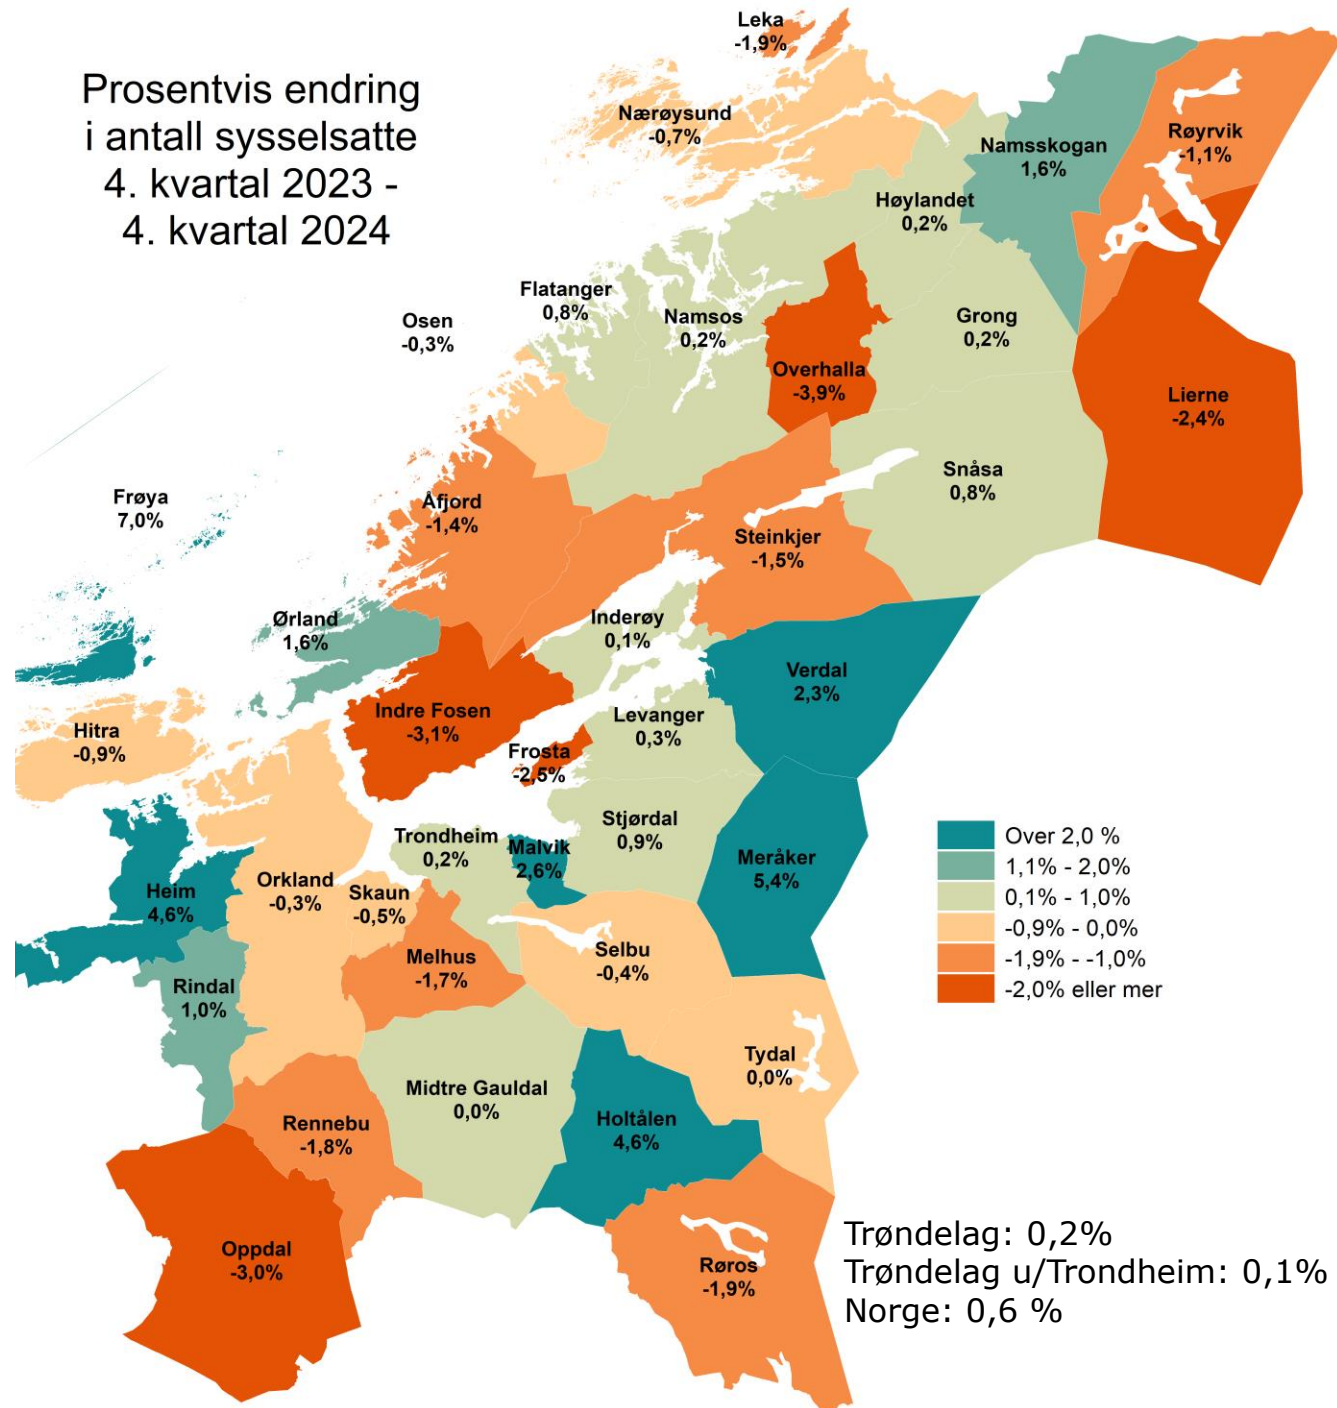 Prosentvis endring
i antall sysselsatte
4. kvartal 2023 -
4. kvartal 2024
Leka
-1,9%
Nærøysund
-0,7%
Namsskogan
1,6%
Røyrvik
-1,1%
Høylandet
0,2%
Flatanger
0,8%
Osen
-0,3%
Namsos
0,2%
Grong
0,2%
Overhalla
-3,9%
Lierne
-2,4%
Snåsa
0,8%
Frøya
7,0%
Åfjord
-1,4%
Steinkjer
-1,5%
Ørland
1,6%
Inderøy
0,1%
Verdal
2,3%
Indre Fosen
-3,1%
Levanger
0,3%
Hitra
-0,9%
Frosta
-2,5%
Stjørdal
0,9%
Trondheim
0,2%
Malvik
2,6%
Meråker
5,4%
Heim
4,6%
Orkland
-0,3%
Skaun
-0,5%
Selbu
-0,4%
Melhus
-1,7%
Rindal
1,0%
Tydal
0,0%
Midtre Gauldal
0,0%
Holtålen
4,6%
Rennebu
-1,8%
Oppdal
-3,0%
Røros
-1,9%
Over 2,0 %
1,1% - 2,0%
0,1% - 1,0%
-0,9% - 0,0%
-1,9% - -1,0%
-2,0% eller mer
Trøndelag: 0,2%
Trøndelag u/Trondheim: 0,1%
Norge: 0,6 %